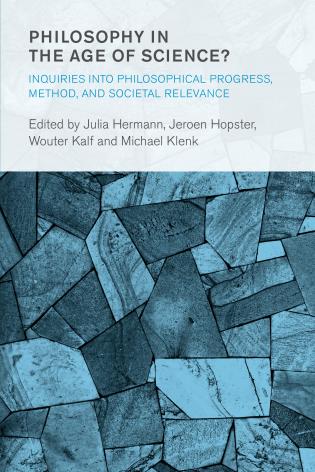 PHILOSOPHY IN
THE AGE OF SCIENCE?
INQUIRIES INTO PHILOSOPHICAL PROGRESS,
METHOD, AND SOCIETAL RELEVANCE
Edited by Julia Hermann, Jeroen Hopster,
Wouter Kalf and Michael Klenk